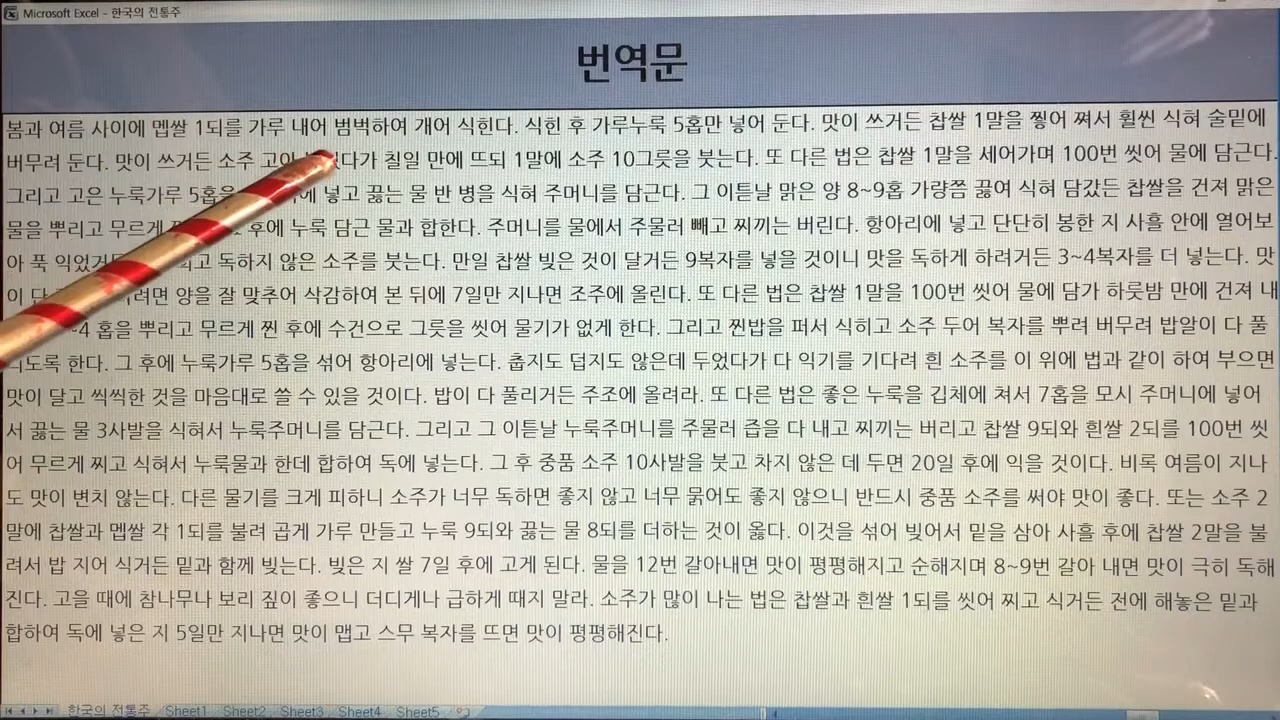 Microsoft Excel - 한국의 전통주
번역문
봄과 여름 사이에 멥쌀 1되를 가루 내어 범벅하여 개어 식힌다. 식힌 후 가루누룩 5홉만 넣어 둔다. 맛이 쓰거든 찹쌀 1말을 찧어 쪄서 훨씬 식혀 술밑에
버무려 둔다. 맛이 쓰거든 소주 고아 칠일 만에 뜨되 1말에 소주 10그릇을 붓는다. 또 다른 법은 찹쌀 1말을 세어가며 100번 씻어 물에 담근다.
그리고 고은 누룩가루 5홉을 넣고 끓는 물 반 병을 식혀 주머니를 담근다. 그 이튿날 맑은 양 8~9홉 가량쯤 끓여 식혀 담갔든 찹쌀을 건져 맑은
물을 뿌리고 무르게 후에 누룩 담근 물과 합한다. 주머니를 물에서 주물러 빼고 찌끼는 버린다. 항아리에 넣고 단단히 봉한 지 사흘 안에 열어보
아 푹 독하지 않은 소주를 붓는다. 만일 찹쌀 빚은 것이 달거든 9복자를 넣을 것이니 맛을 독하게 하려거든 3~4복자를 더 넣는다. 맛
이 양을 잘 맞추어 삭감하여 본 뒤에 7일만 지나면 조주에 올린다. 또 다른 법은 찹쌀 1말을 100번 씻어 물에 담가 하룻밤 만에 건져 내
홉을 뿌리고 무르게 찐 후에 수건으로 그릇을 씻어 물기가 없게 한다. 그리고 찐밥을 퍼서 식히고 소주 두어 복자를 뿌려 버무려 밥알이 다 풀
한다. 그 후에 누룩가루 5홉을 섞어 항아리에 넣는다. 춥지도 덥지도 않은데 두었다가 다 익기를 기다려 흰 소주를 이 위에 법과 같이 하여 부으면
맛이 달고 씩씩한 것을 마음대로 쓸 수 있을 것이다. 밥이 다 풀리거든 주조에 올려라. 또 다른 법은 좋은 누룩을 깁체에 쳐서 7홉을 모시 주머니에 넣어
서 끓는 물 3사발을 식혀서 누룩주머니를 담근다. 그리고 그 이튿날 누룩주머니를 주물러 즙을 다 내고 찌끼는 버리고 찹쌀 9되와 흰쌀 2되를 100번 씻
어 무르게 찌고 식혀서 누룩물과 한데 합하여 독에 넣는다. 그 후 중품 소주 10사발을 붓고 차지 않은 데 두면 20일 후에 익을 것이다. 비록 여름이 지나
도 맛이 변치 않는다. 다른 물기를 크게 피하니 소주가 너무 독하면 좋지 않고 너무 묽어도 좋지 않으니 반드시 중품 소주를 써야 맛이 좋다. 또는 소주 2
말에 찹쌀과 멥쌀 각 1되를 불려 곱게 가루 만들고 누룩 9되와 끓는 물 8되를 더하는 것이 옳다. 이것을 섞어 빚어서 밑을 삼아 사흘 후에 찹쌀 2말을 불
려서 밥 지어 식거든 밑과 함께 빚는다. 빚은 지 쌀 7일 후에 고게 된다. 물을 12번 갈아내면 맛이 평평해지고 순해지며 8~9번 갈아 내면 맛이 극히 독해
진다. 고을 때에 참나무나 보리 짚이 좋으니 더디게나 급하게 때지 말라. 소주가 많이 나는 법은 찹쌀과 흰쌀 1되를 씻어 찌고 식거든 전에 해놓은 밑과
합하여 독에 넣은 지 5일만 지나면 맛이 맵고 스무 복자를 뜨면 맛이 평평해진다.
한국의 전통주 Sheet1 Sheet2 Sheet3 Sheet4 Sheet5